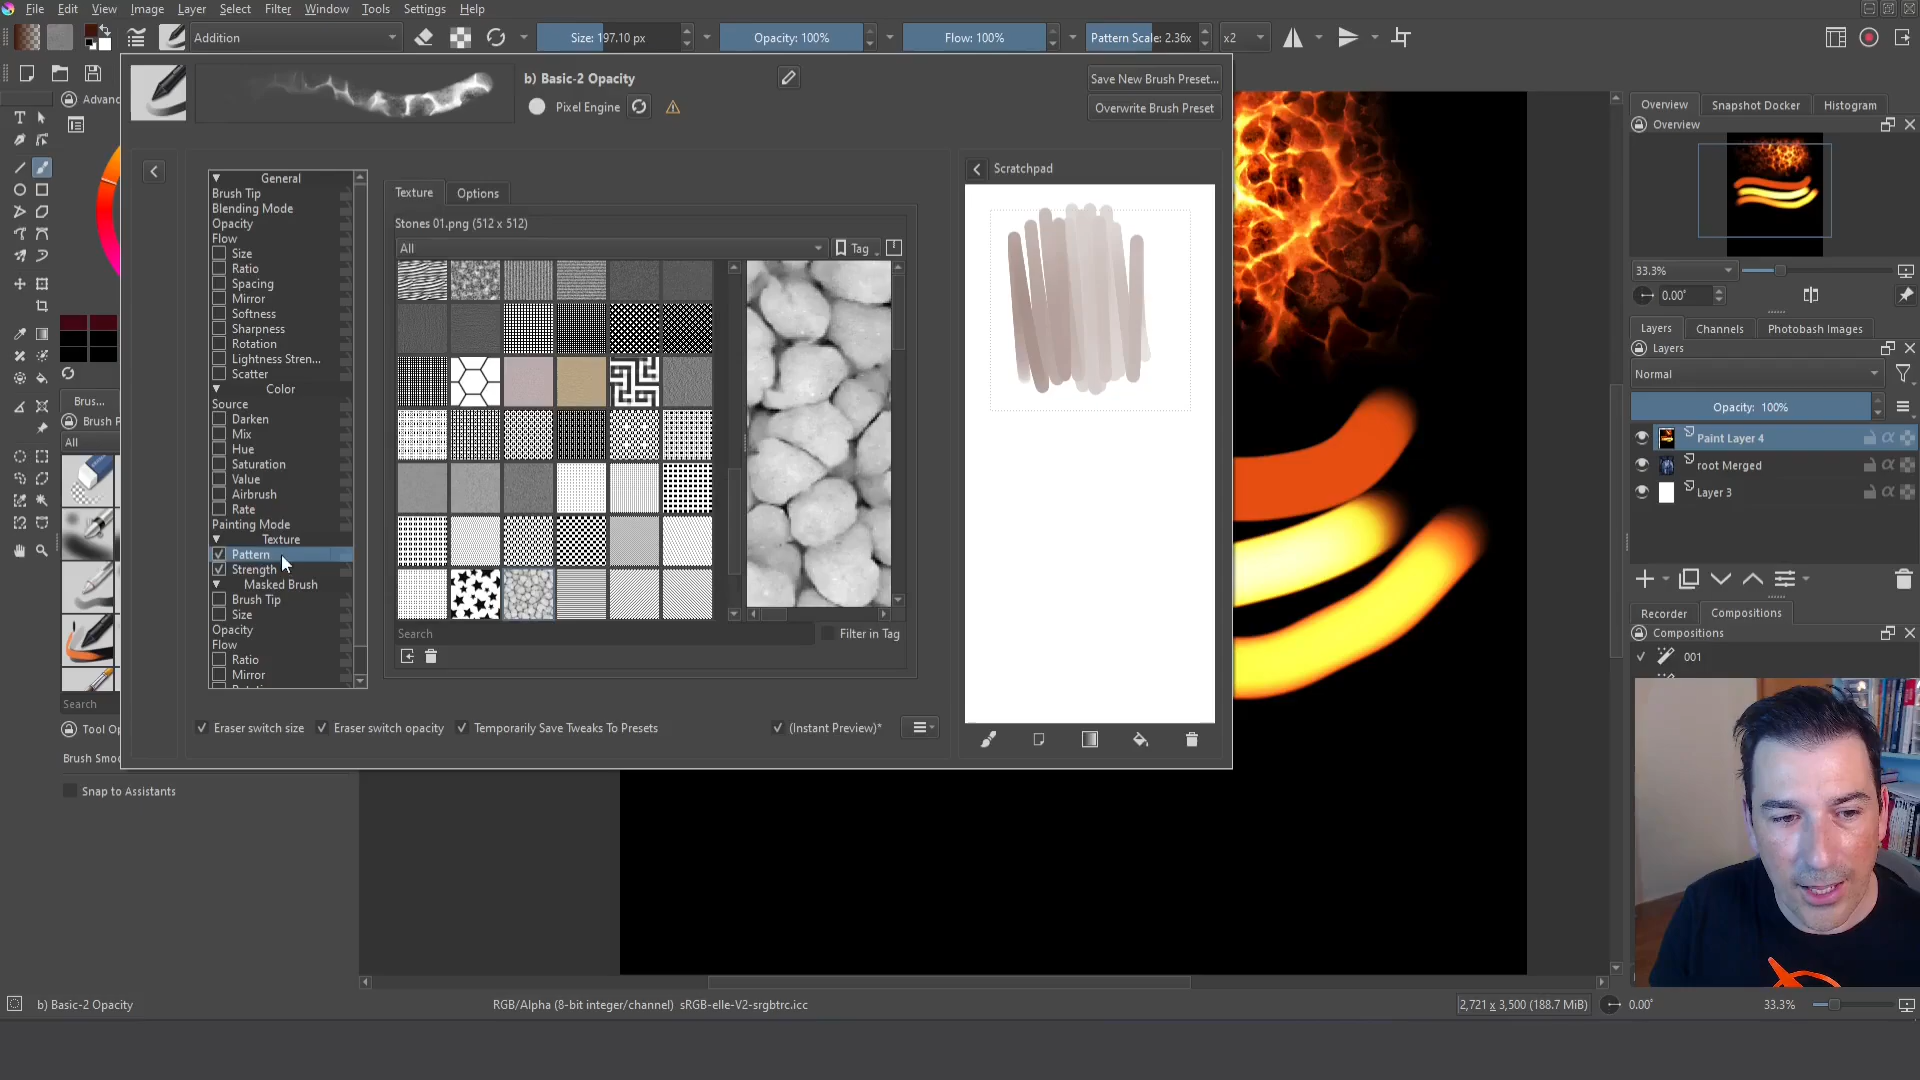 File Edit View Image Layer Select Filter Window Tools Settings Help
Addition Size: 197.10 px Opacity: 100% Flow: 100% Pattern Scale: 2.36x x2
b) Basic-2 Opacity
Pixel Engine
Save New Brush Preset...
Overwrite Brush Preset
Advanc
General
Brush Tip
Blending Mode
Opacity
Flow
Size
Ratio
Spacing
Mirror
Softness
Sharpness
Rotation
Lightness Stren...
Scatter
Color
Source
Darken
Mix
Hue
Saturation
Value
Airbrush
Rate
Painting Mode
Texture
Pattern
Strength
Masked Brush
Brush Tip
Size
Opacity
Flow
Ratio
Mirror
Texture Options
Stones 01.png (512 x 512)
All Tag
Search Filter in Tag
Eraser switch size Eraser switch opacity Temporarily Save Tweaks To Presets (Instant Preview)*
Scratchpad
Brus...
Brush P
All
Search
Tool Op
Brush Smoo
Snap to Assistants
Overview Snapshot Docker Histogram
Overview
33.3%
0.00°
Layers Channels Photobash Images
Layers
Normal
Opacity: 100%
Paint Layer 4
root Merged
Layer 3
Recorder Compositions
Compositions
001
b) Basic-2 Opacity RGB/Alpha (8-bit integer/channel) sRGB-elle-V2-srgbtrc.icc 2,721 x 3,500 (188.7 MiB) 0.00° 33.3%